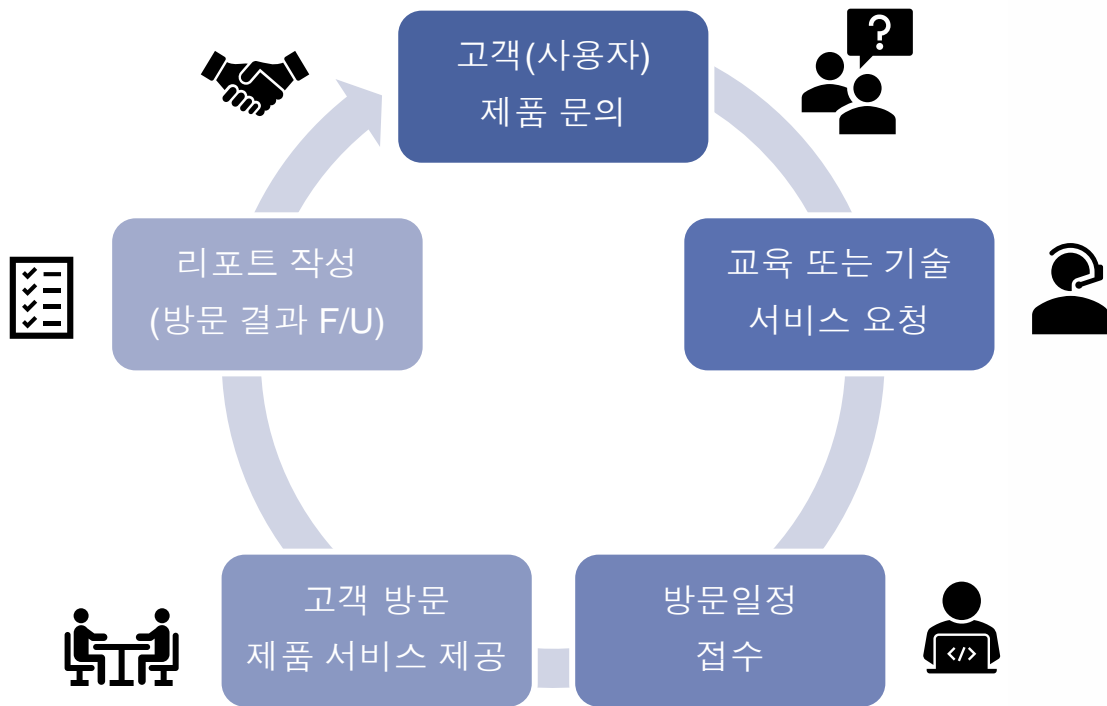 고객(사용자)
제품 문의
교육 또는 기술
서비스 요청
방문일정
접수
고객 방문
제품 서비스 제공
리포트 작성
(방문 결과 F/U)
?
</>